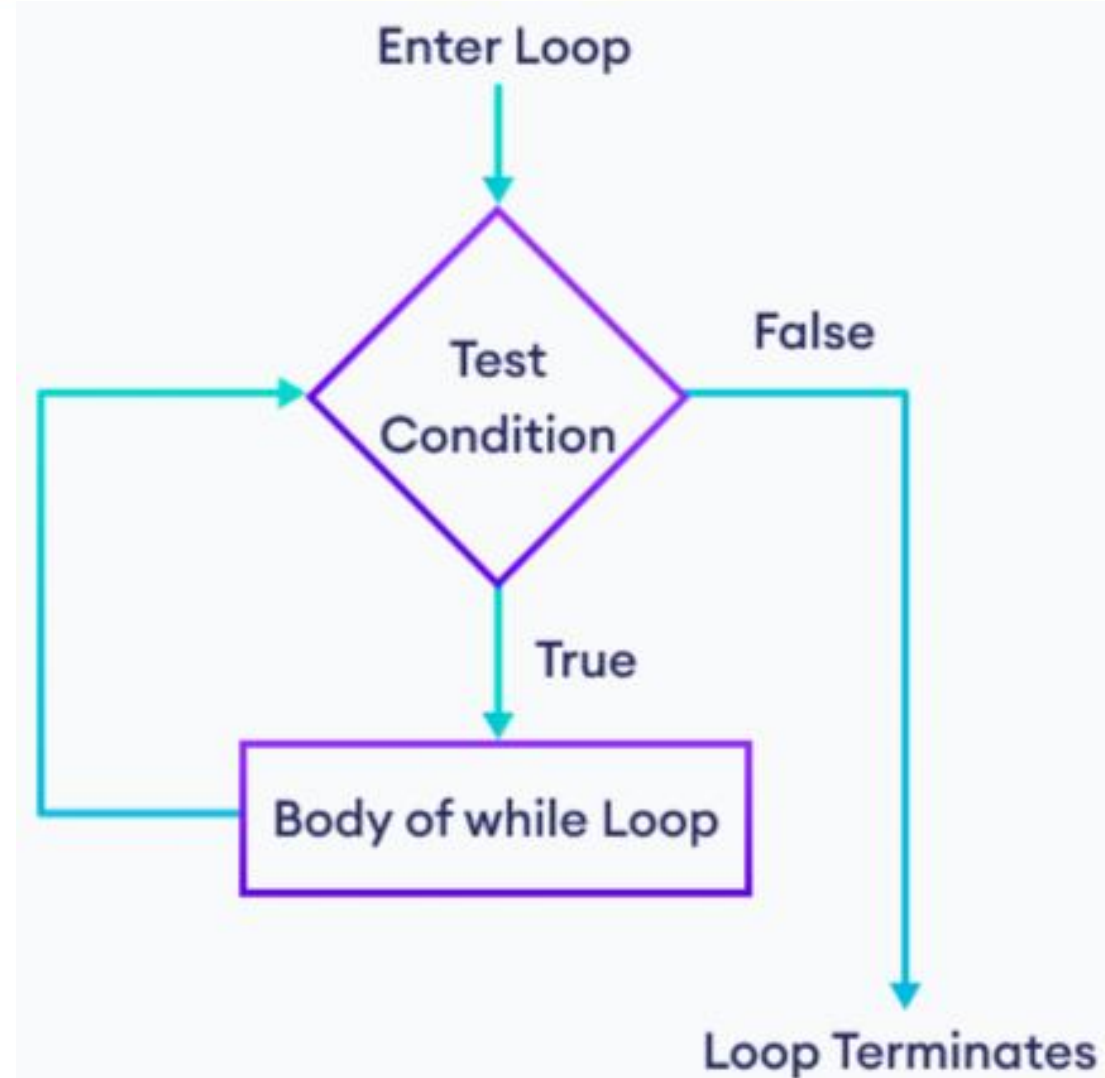 Enter Loop
Test
Condition
False
True
Body of while Loop
Loop Terminates